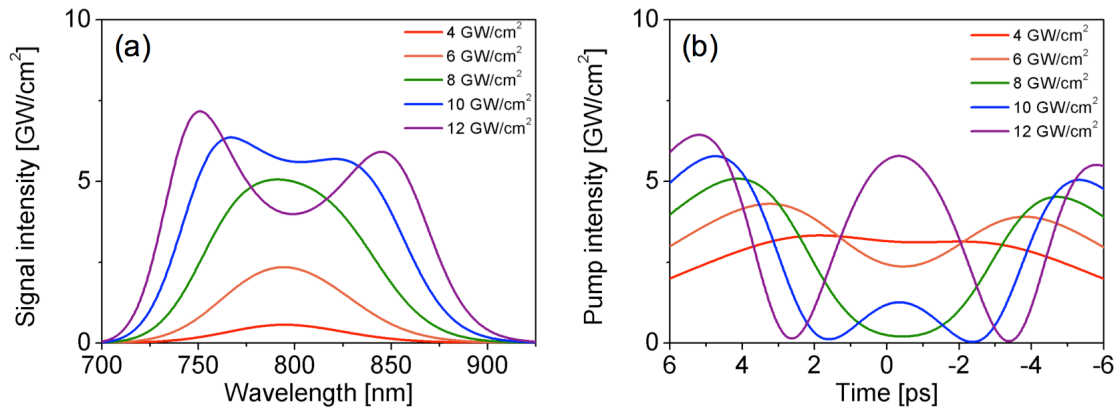 (a)
Signal intensity [GW/cm²]
10
5
0
4 GW/cm²
6 GW/cm²
8 GW/cm²
10 GW/cm²
12 GW/cm²
700 750 800 850 900
Wavelength [nm]
(b)
Pump intensity [GW/cm²]
10
5
0
4 GW/cm²
6 GW/cm²
8 GW/cm²
10 GW/cm²
12 GW/cm²
6 4 2 0 -2 -4 -6
Time [ps]